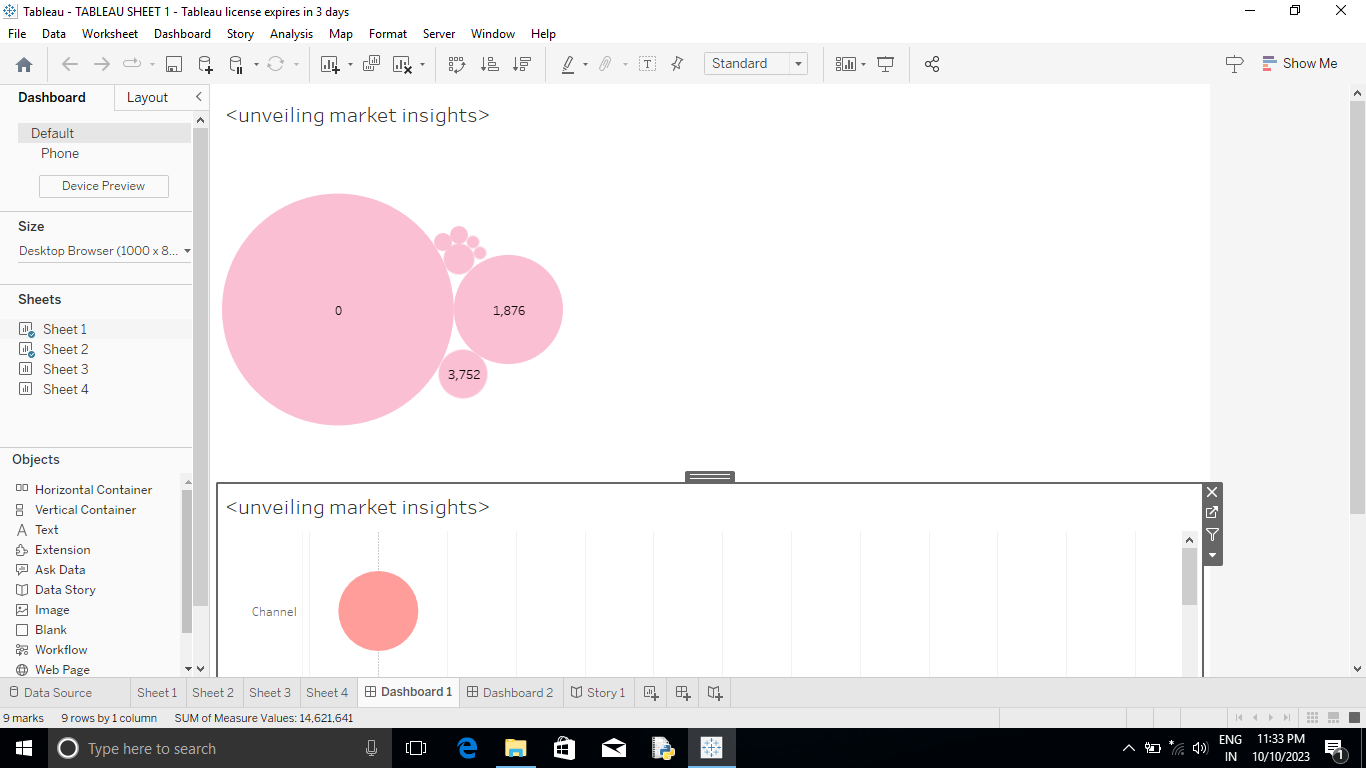 Tableau - TABLEAU SHEET 1 - Tableau license expires in 3 days
File Data Worksheet Dashboard Story Analysis Map Format Server Window Help
Standard
Show Me
Dashboard Layout
Default
Phone
Device Preview
Size
Desktop Browser (1000 x 8...
Sheets
Sheet 1
Sheet 2
Sheet 3
Sheet 4
Objects
Horizontal Container
Vertical Container
Text
Extension
Ask Data
Data Story
Image
Blank
Workflow
Web Page
<unveiling market insights>
0
1,876
3,752
<unveiling market insights>
Channel
Data Source Sheet 1 Sheet 2 Sheet 3 Sheet 4 Dashboard 1 Dashboard 2 Story 1
9 marks 9 rows by 1 column SUM of Measure Values: 14,621,641
Type here to search
ENG
IN
11:33 PM
10/10/2023
1